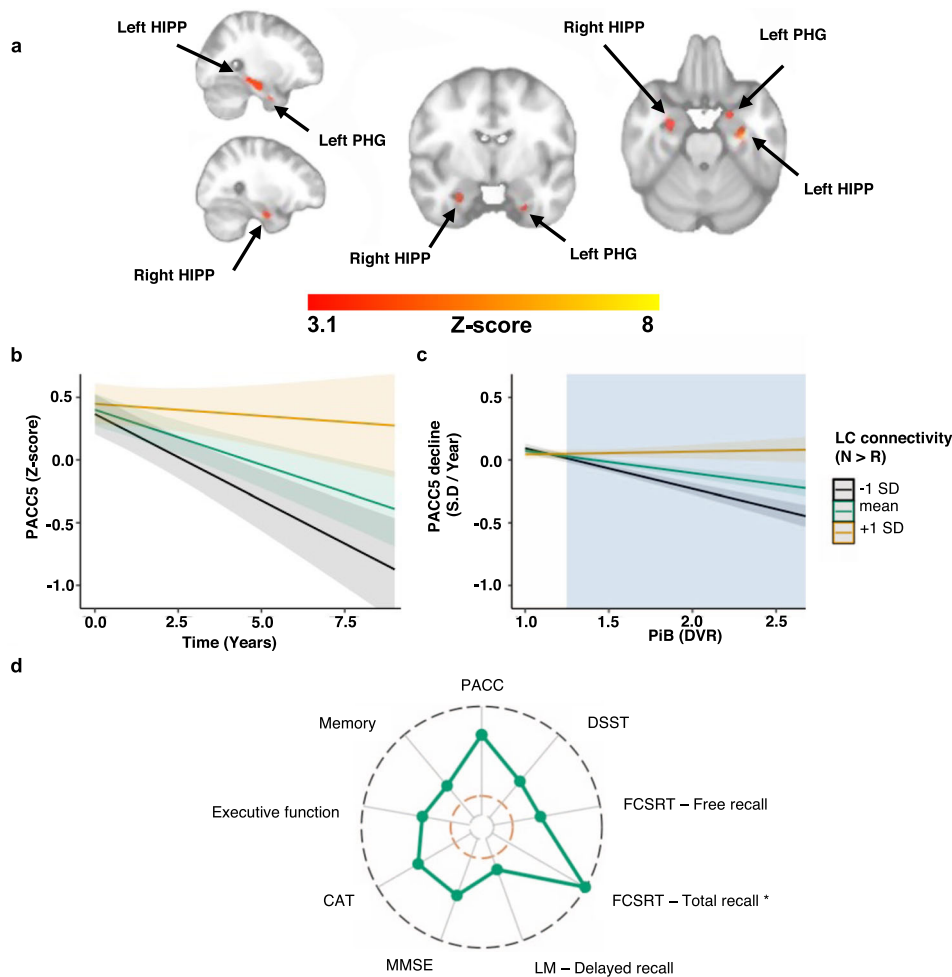 a
Left HIPP
Left PHG
Right HIPP
Right HIPP
Left PHG
Right HIPP
Left PHG
Left HIPP
3.1
Z-score
8
b
PACC5 (Z-score)
0.5
0.0
-0.5
-1.0
0.0
2.5
5.0
7.5
Time (Years)
c
PACC5 decline
(S.D / Year)
0.5
0.0
-0.5
-1.0
1.0
1.5
2.0
2.5
PiB (DVR)
LC connectivity
(N > R)
-1 SD
mean
+1 SD
d
PACC
DSST
FCSRT – Free recall
FCSRT – Total recall *
LM – Delayed recall
MMSE
CAT
Executive function
Memory